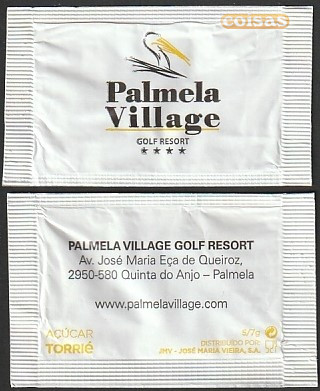 coisas
Palmela
Village
GOLF RESORT
★★★★
PALMELA VILLAGE GOLF RESORT
Av. José Maria Eça de Queiroz,
2950-580 Quinta do Anjo – Palmela
www.palmelavillage.com
AÇÚCAR
TORRIÉ
6/7g
DISTRIBUÍDO POR:
JMV - JOSÉ MARIA VIEIRA, S.A.